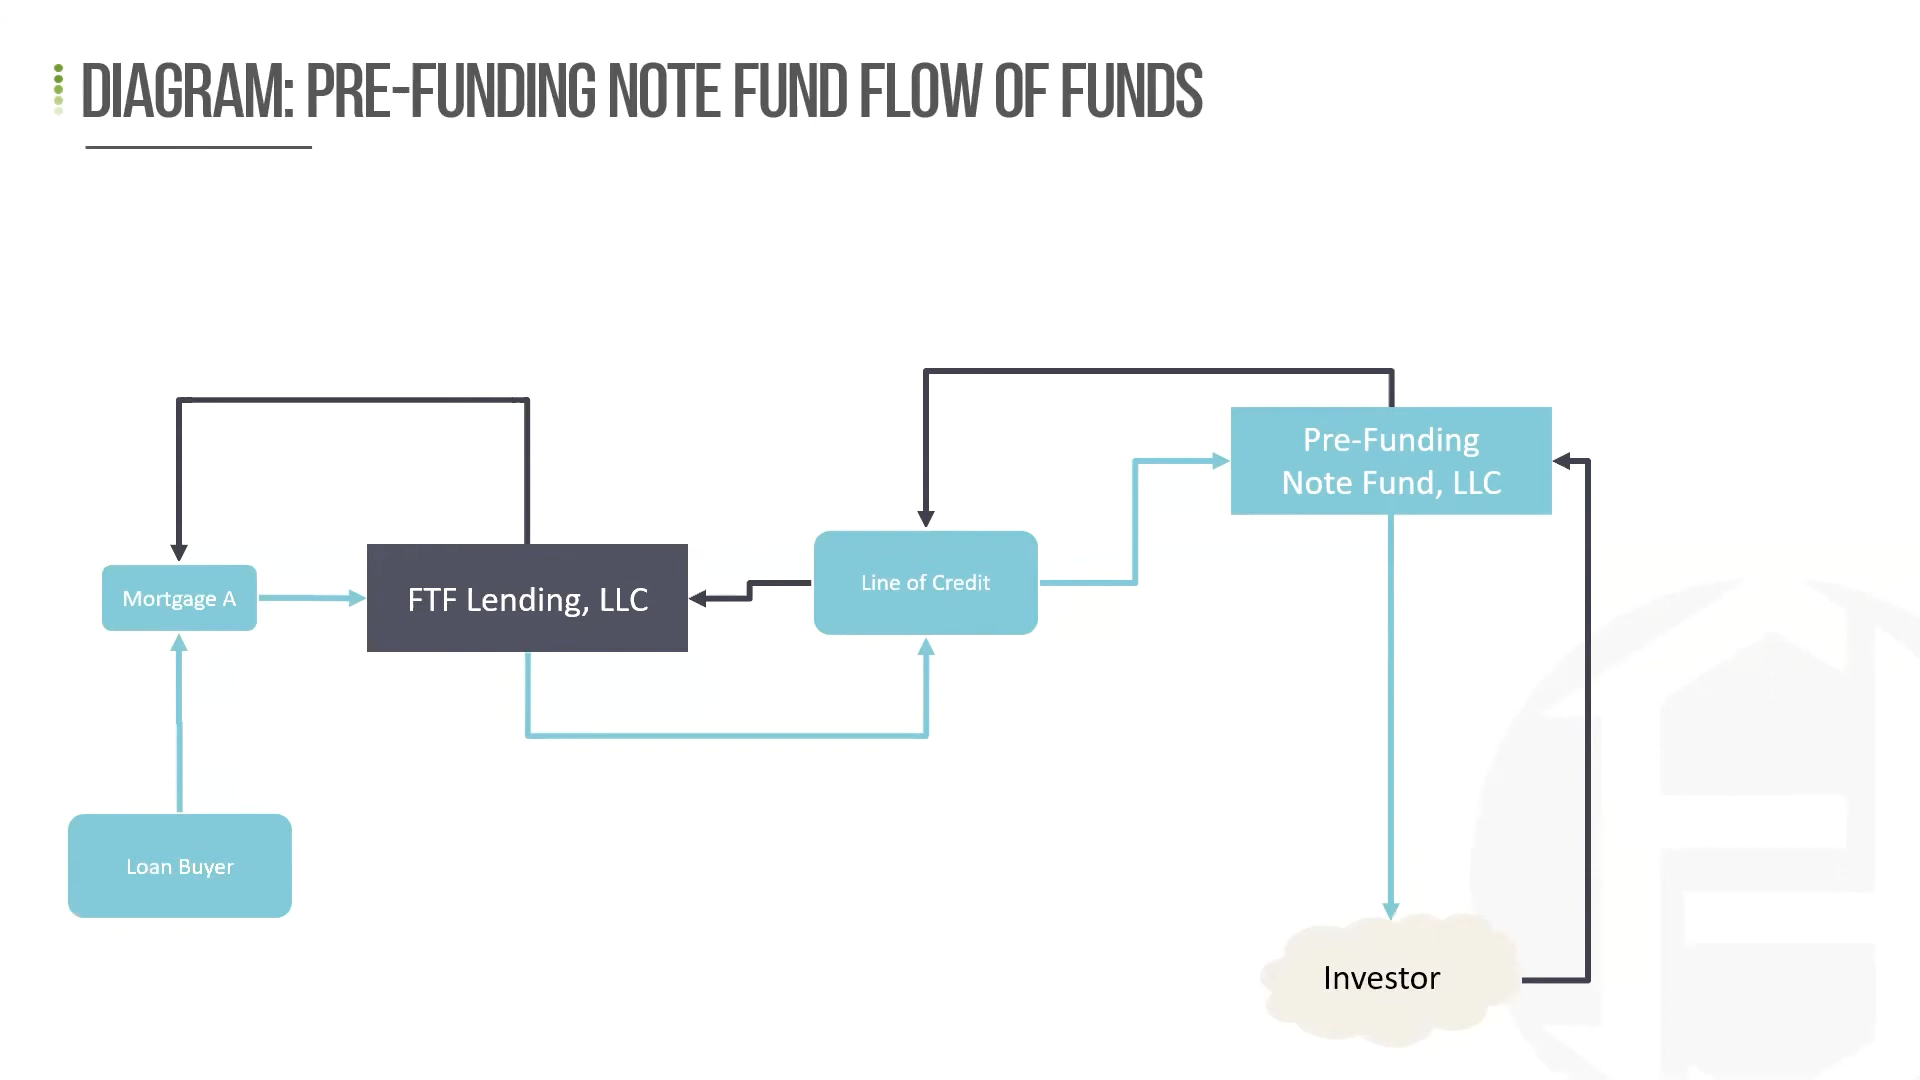 DIAGRAM: PRE-FUNDING NOTE FUND FLOW OF FUNDS
Pre-Funding
Note Fund, LLC
Mortgage A
FTF Lending, LLC
Line of Credit
Loan Buyer
Investor